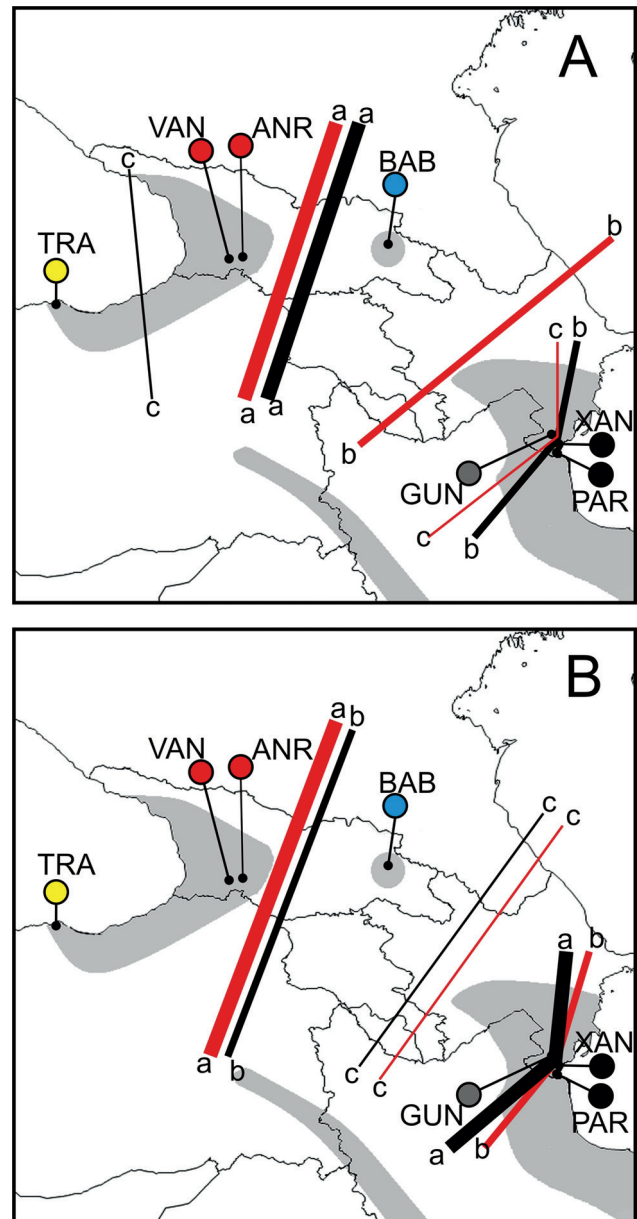 A
a a
VAN ANR
c BAB
TRA b
c b
c a a
b XAN
GUN PAR
c b
B
a b
VAN ANR
BAB
c c
TRA
a b
a b
c c XAN
GUN PAR
a b